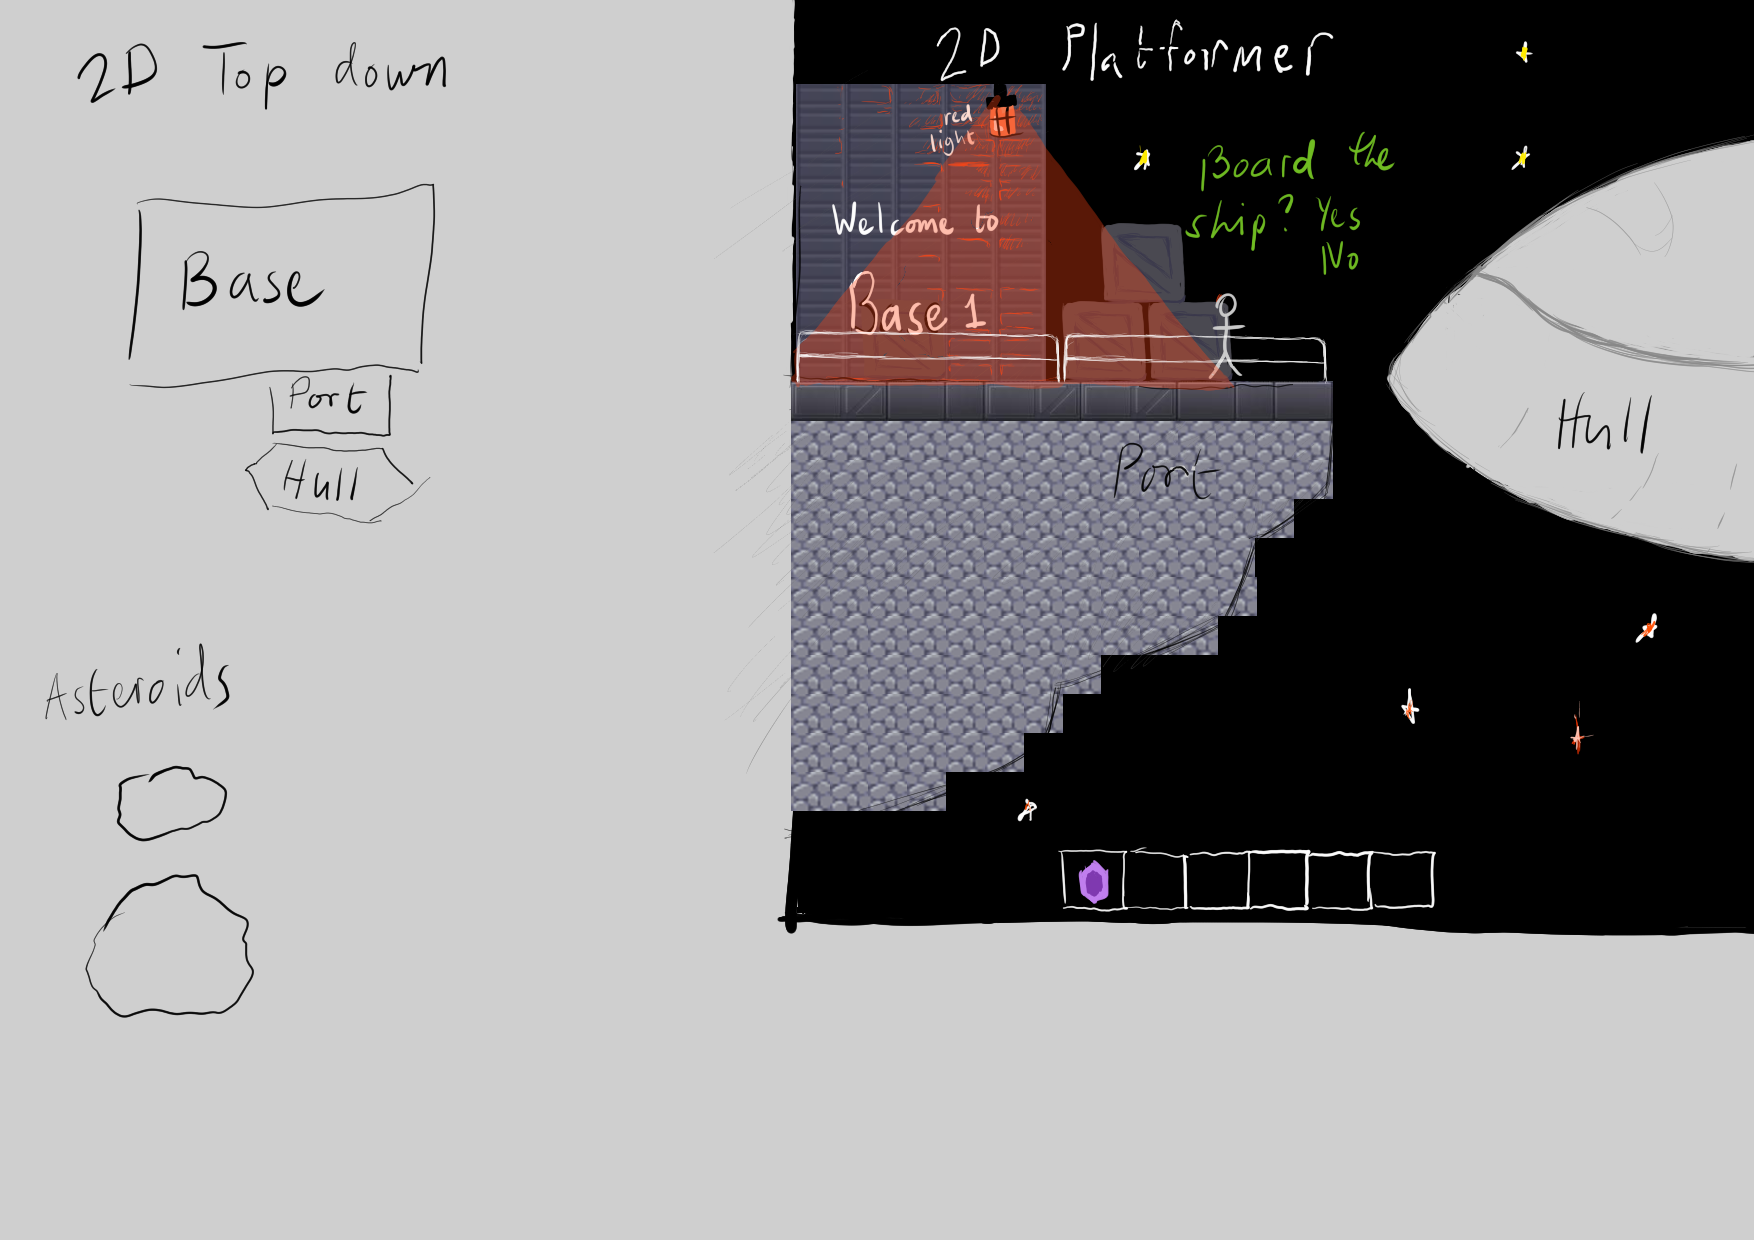 2D Top down
Base
Port
Hull
Asteroids
2D Platformer
red
light
Welcome to
Base 1
Board the
ship? Yes
No
Port
Hull